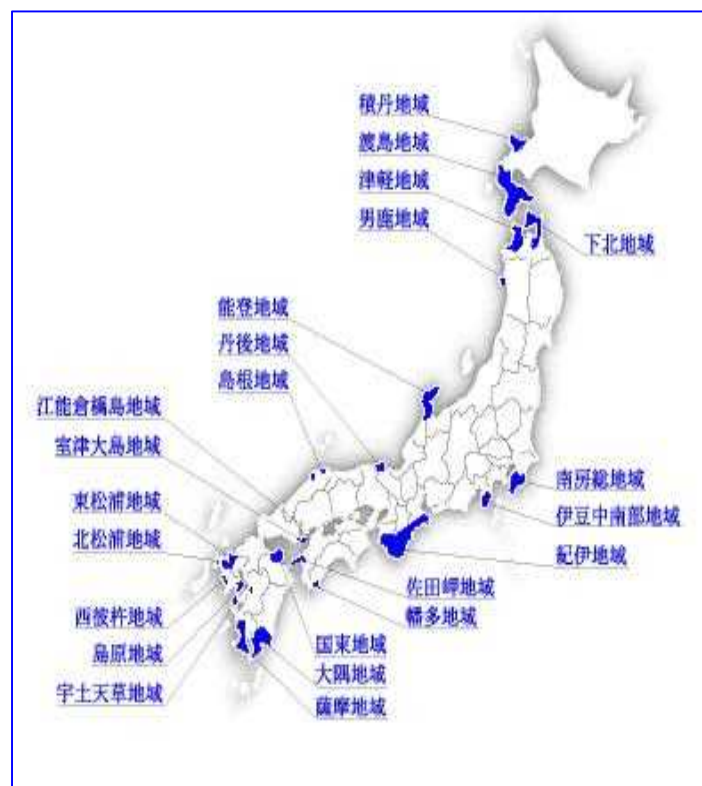 積丹地域
渡島地域
津軽地域
男鹿地域
下北地域
能登地域
丹後地域
島根地域
江能倉橋島地域
室津大島地域
東松浦地域
北松浦地域
南房総地域
伊豆中南部地域
紀伊地域
佐田岬地域
幡多地域
西彼杵地域
島原地域
宇土天草地域
国東地域
大隅地域
薩摩地域